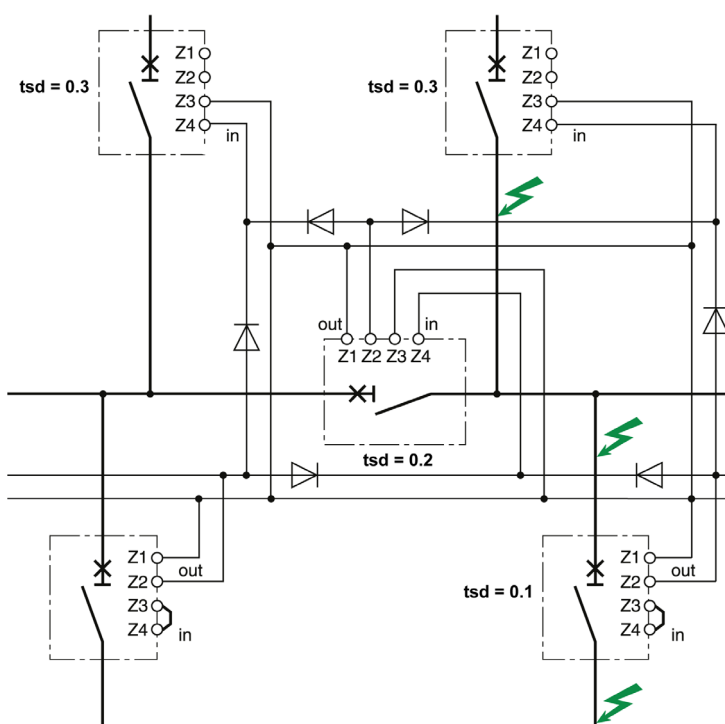 Z1
Z2
tsd = 0.3
Z3
Z4
in
Z1
Z2
tsd = 0.3
Z3
Z4
in
out
in
Z1 Z2 Z3 Z4
tsd = 0.2
Z1
out
Z2
Z3
Z4
in
tsd = 0.1
Z1
out
Z2
Z3
Z4
in